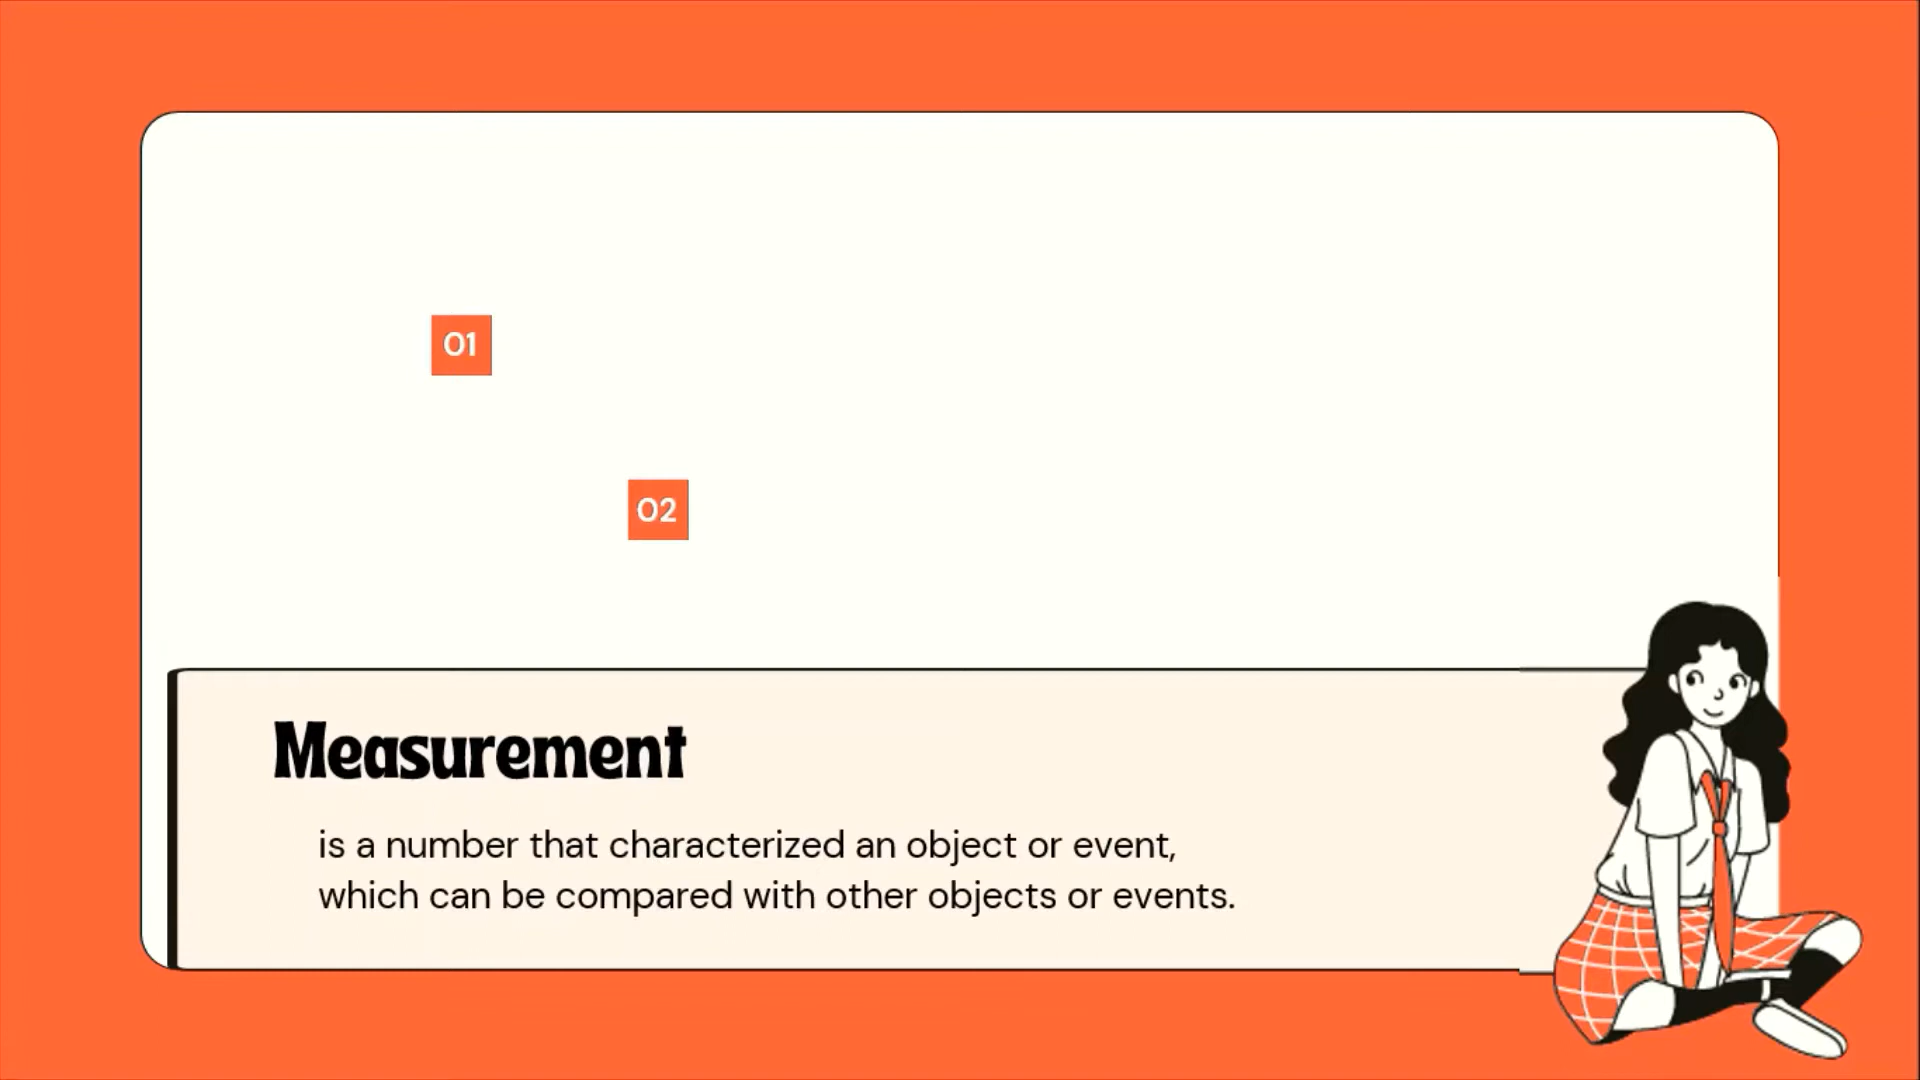 01
02
Measurement
is a number that characterized an object or event,
which can be compared with other objects or events.